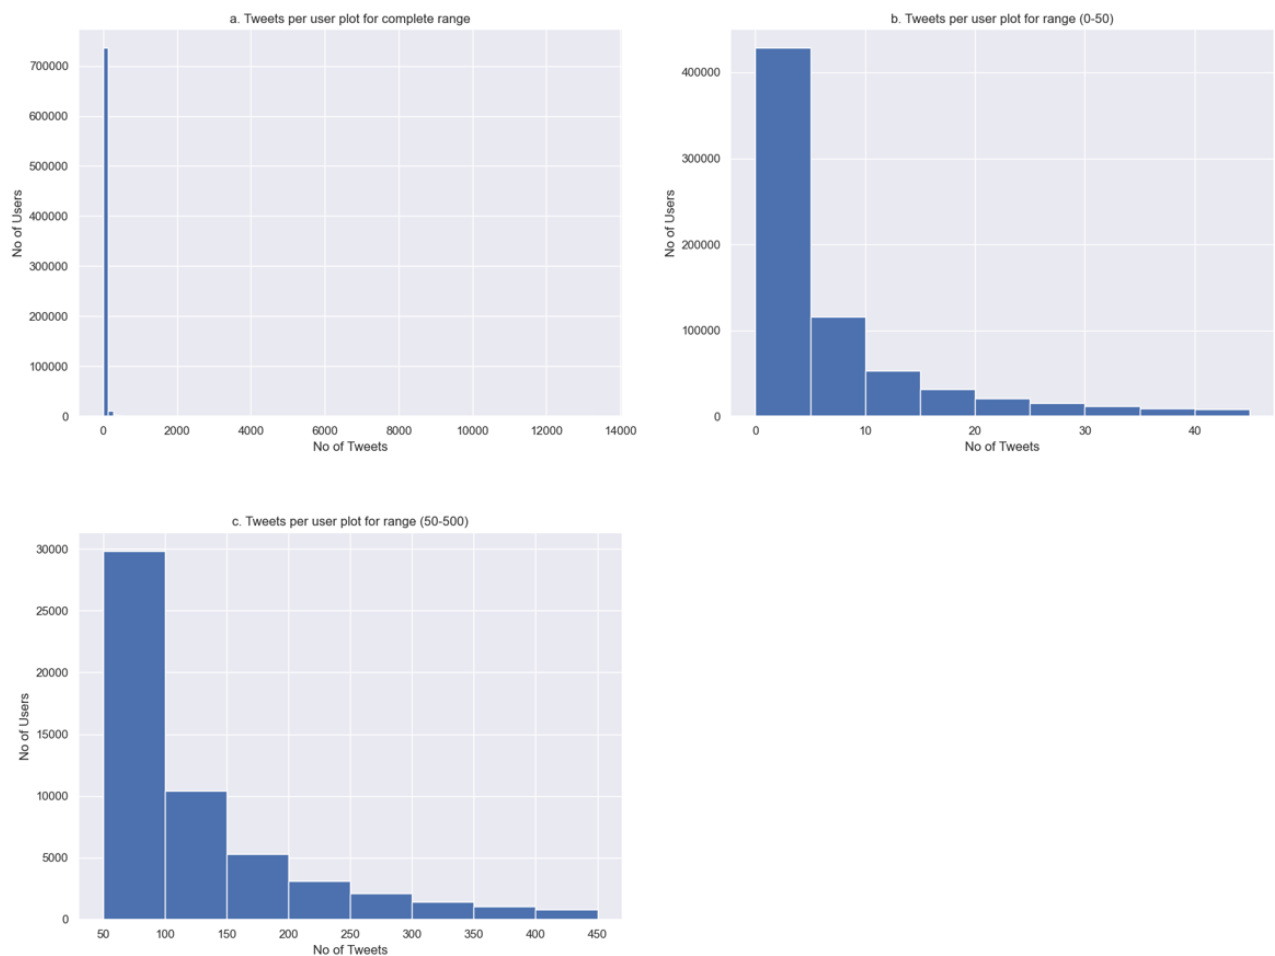 a. Tweets per user plot for complete range
700000
600000
500000
400000
300000
200000
100000
0
No of Users
0 2000 4000 6000 8000 10000 12000 14000
No of Tweets
b. Tweets per user plot for range (0-50)
400000
300000
200000
100000
0
No of Users
0 10 20 30 40
No of Tweets
c. Tweets per user plot for range (50-500)
30000
25000
20000
15000
10000
5000
0
No of Users
50 100 150 200 250 300 350 400 450
No of Tweets